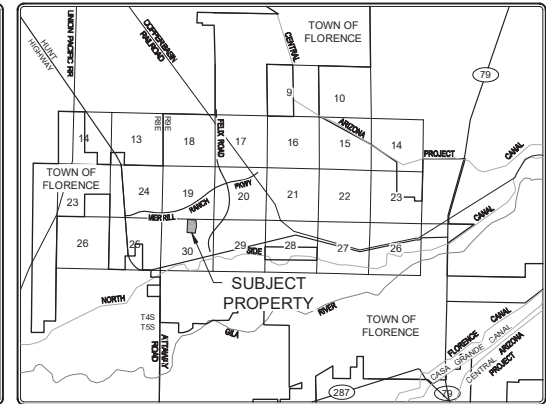 TOWN OF
FLORENCE
UNION PACIFIC RR
HUNT
HIGHWAY
COPPER BASIN
RAILROAD
CENTRAL
ARIZONA
PROJECT
CANAL
79
9
10
R8E
R9E
FELIX ROAD
14
13
18
17
16
15
14
TOWN OF
FLORENCE
23
24
19
20
21
22
23
MERRILL
RANCH
PKWY
CANAL
26
25
30
29
28
27
26
SIDE
SUBJECT
PROPERTY
NORTH
GILA
RIVER
T4S
T5S
ATTAWAY
ROAD
TOWN OF
FLORENCE
FLORENCE CANAL
CASA GRANDE CANAL
CENTRAL ARIZONA
PROJECT
287
79